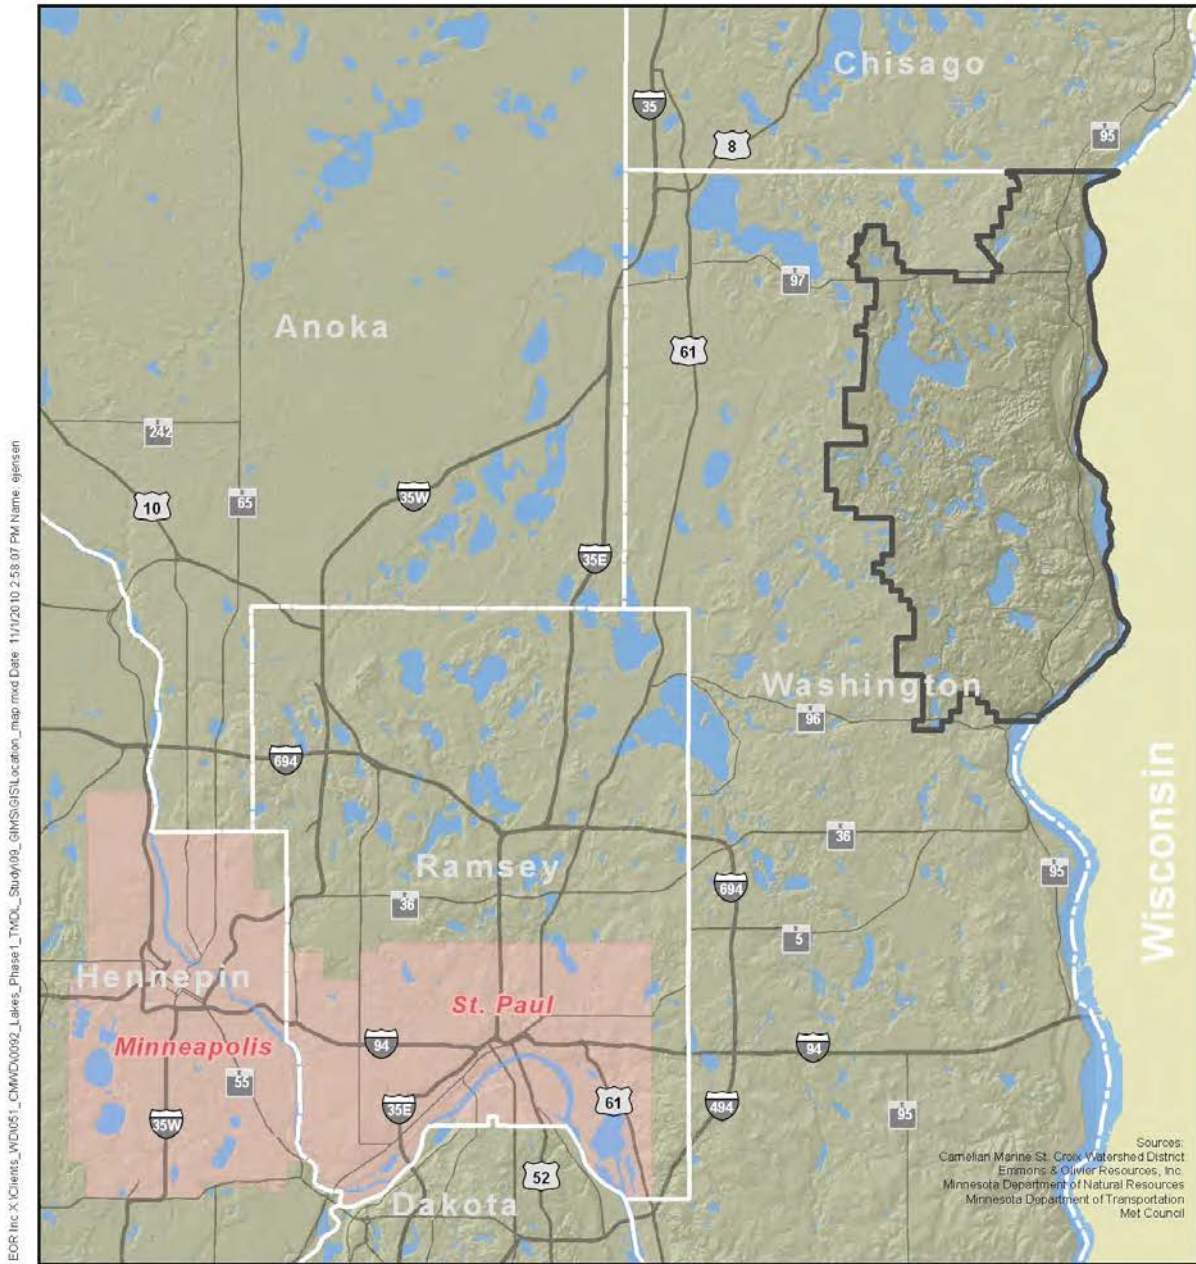 EOR Inc X:\Clients_WD\051_CMWD\0092_Lakes_Phase1_TMDL_Study\09_GIMS\GIS\Location_map.mxd Date: 11/1/2010 2:58:07 PM Name: ejensen
Chisago
35
8
95
97
Anoka
61
242
10
65
35W
35E
Washington
96
694
Wisconsin
Ramsey
36
36
694
95
5
Hennepin
St. Paul
Minneapolis
94
94
55
35W
35E
61
494
95
52
Dakota
Sources:
Carnelian Marine St. Croix Watershed District
Emmons & Olivier Resources, Inc.
Minnesota Department of Natural Resources
Minnesota Department of Transportation
Met Council